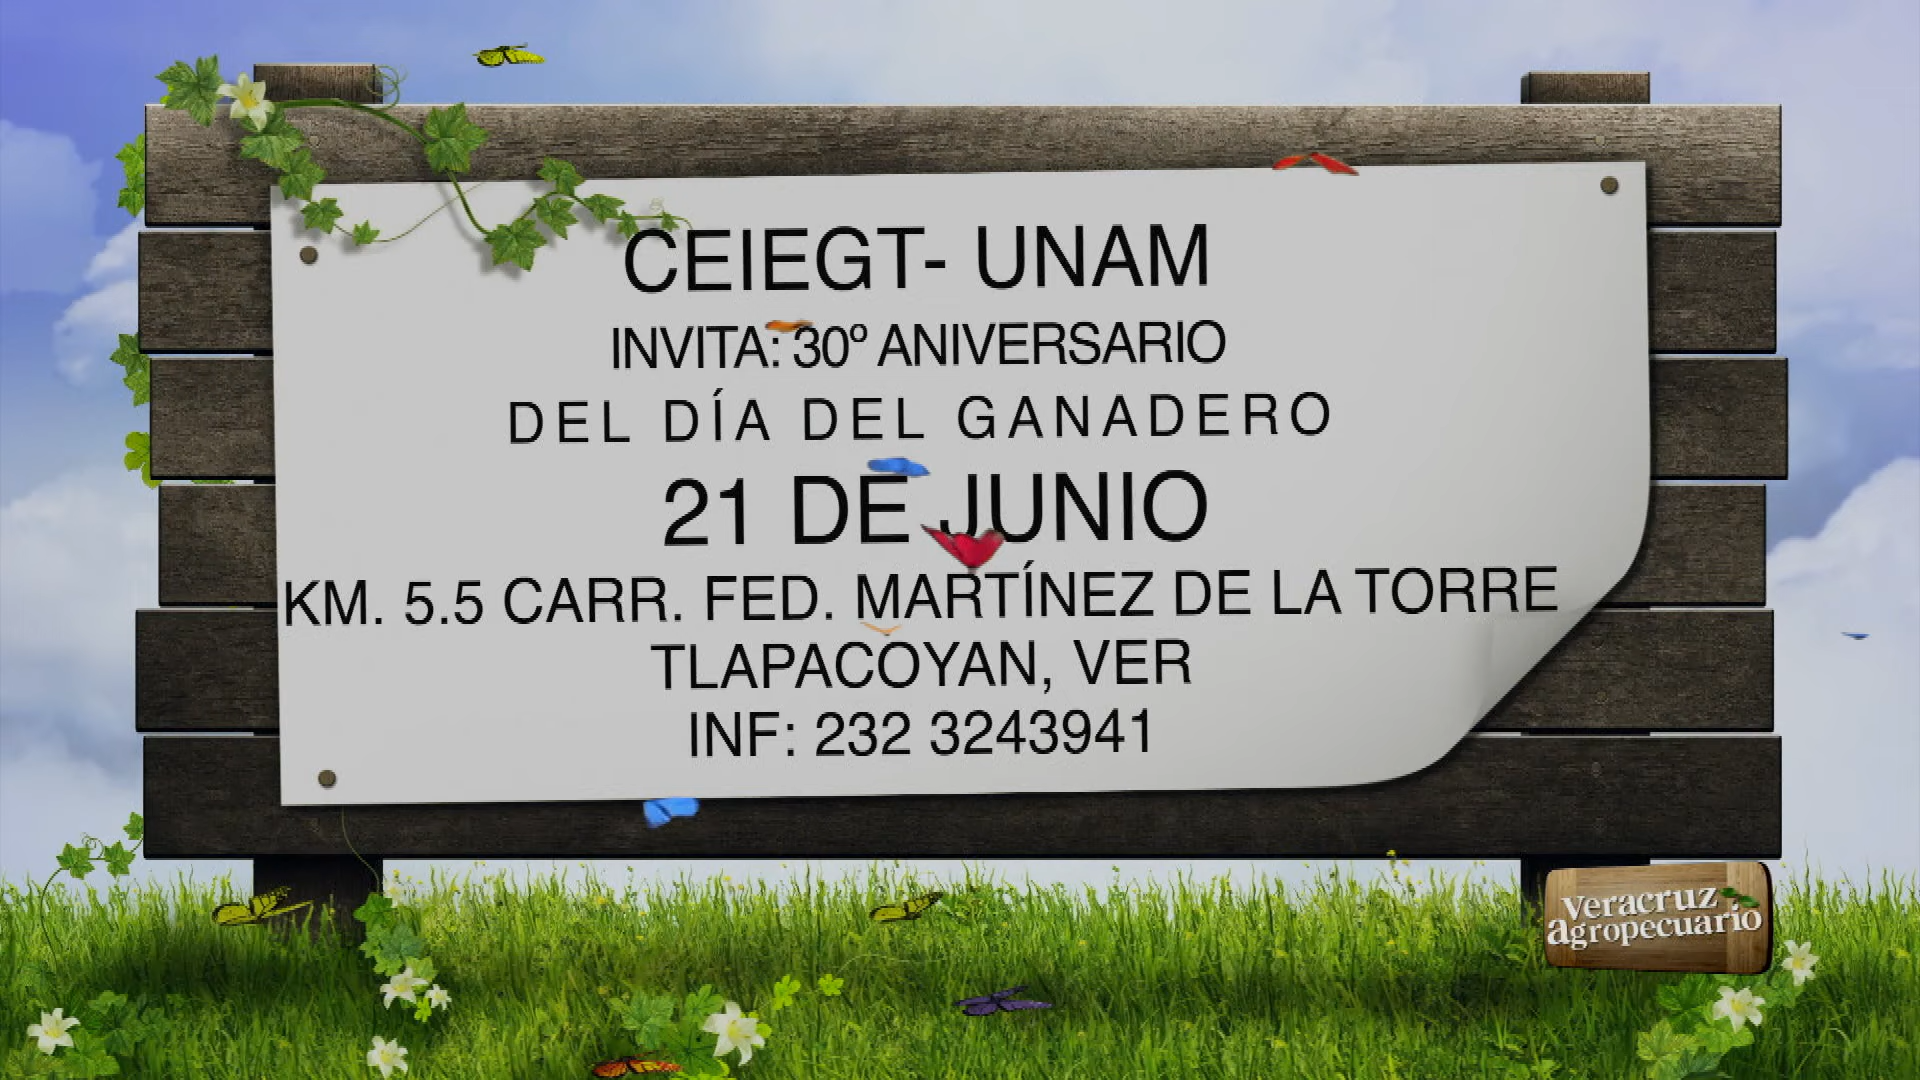 CEIEGT- UNAM
INVITA: 30º ANIVERSARIO
DEL DÍA DEL GANADERO
21 DE JUNIO
KM. 5.5 CARR. FED. MARTÍNEZ DE LA TORRE
TLAPACOYAN, VER
INF: 232 3243941
veracruz
agropecuario